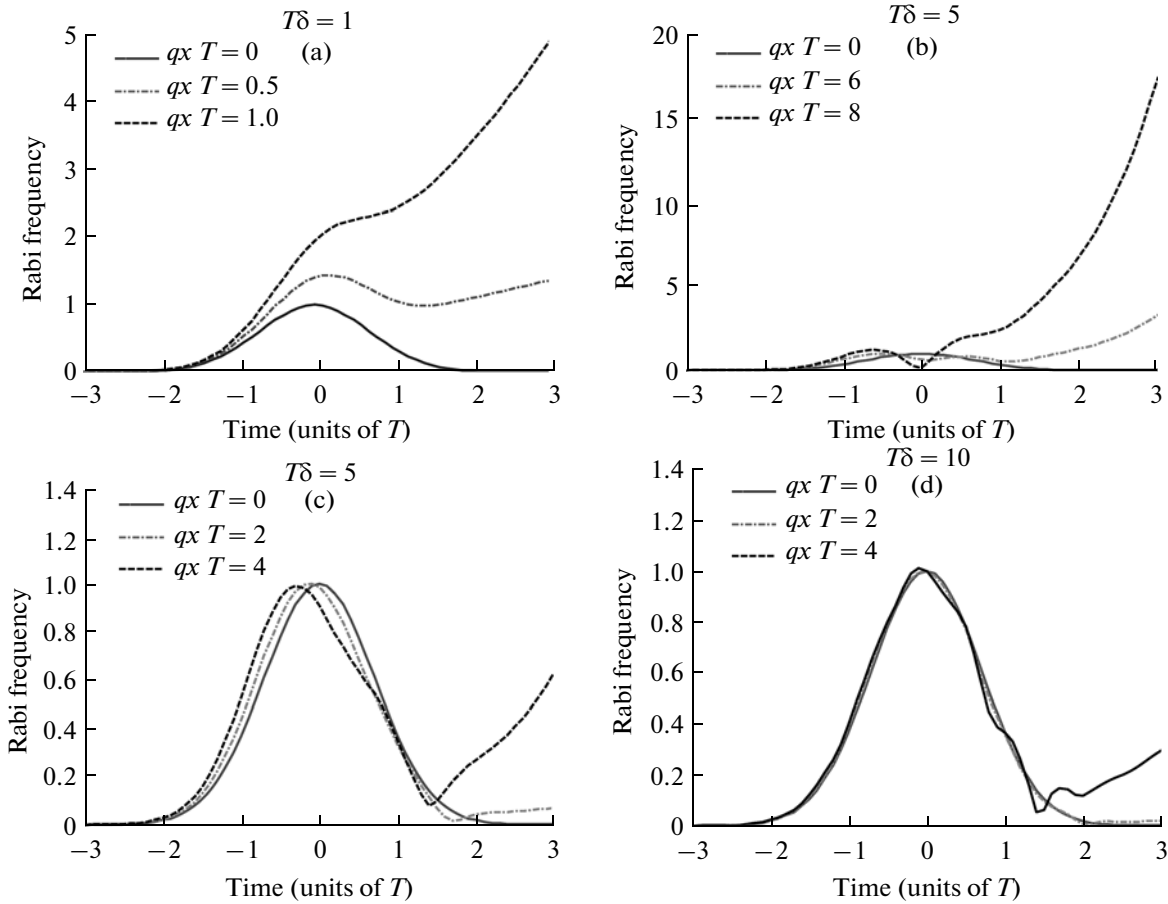 Tδ = 1
(a)
qx T = 0
qx T = 0.5
qx T = 1.0
5
4
3
2
1
0
Rabi frequency
−3 −2 −1 0 1 2 3
Time (units of T)
Tδ = 5
(b)
qx T = 0
qx T = 6
qx T = 8
20
15
10
5
0
Rabi frequency
−3 −2 −1 0 1 2 3
Time (units of T)
Tδ = 5
(c)
qx T = 0
qx T = 2
qx T = 4
1.4
1.2
1.0
0.8
0.6
0.4
0.2
0
Rabi frequency
−3 −2 −1 0 1 2 3
Time (units of T)
Tδ = 10
(d)
qx T = 0
qx T = 2
qx T = 4
1.4
1.2
1.0
0.8
0.6
0.4
0.2
0
Rabi frequency
−3 −2 −1 0 1 2 3
Time (units of T)